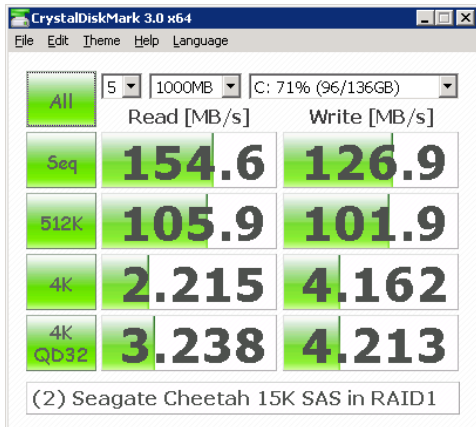 CrystalDiskMark 3.0 x64
File Edit Theme Help Language
All 5 1000MB C: 71% (96/136GB)
Read [MB/s] Write [MB/s]
Seq 154.6 126.9
512K 105.9 101.9
4K 2.215 4.162
4K QD32 3.238 4.213
(2) Seagate Cheetah 15K SAS in RAID1